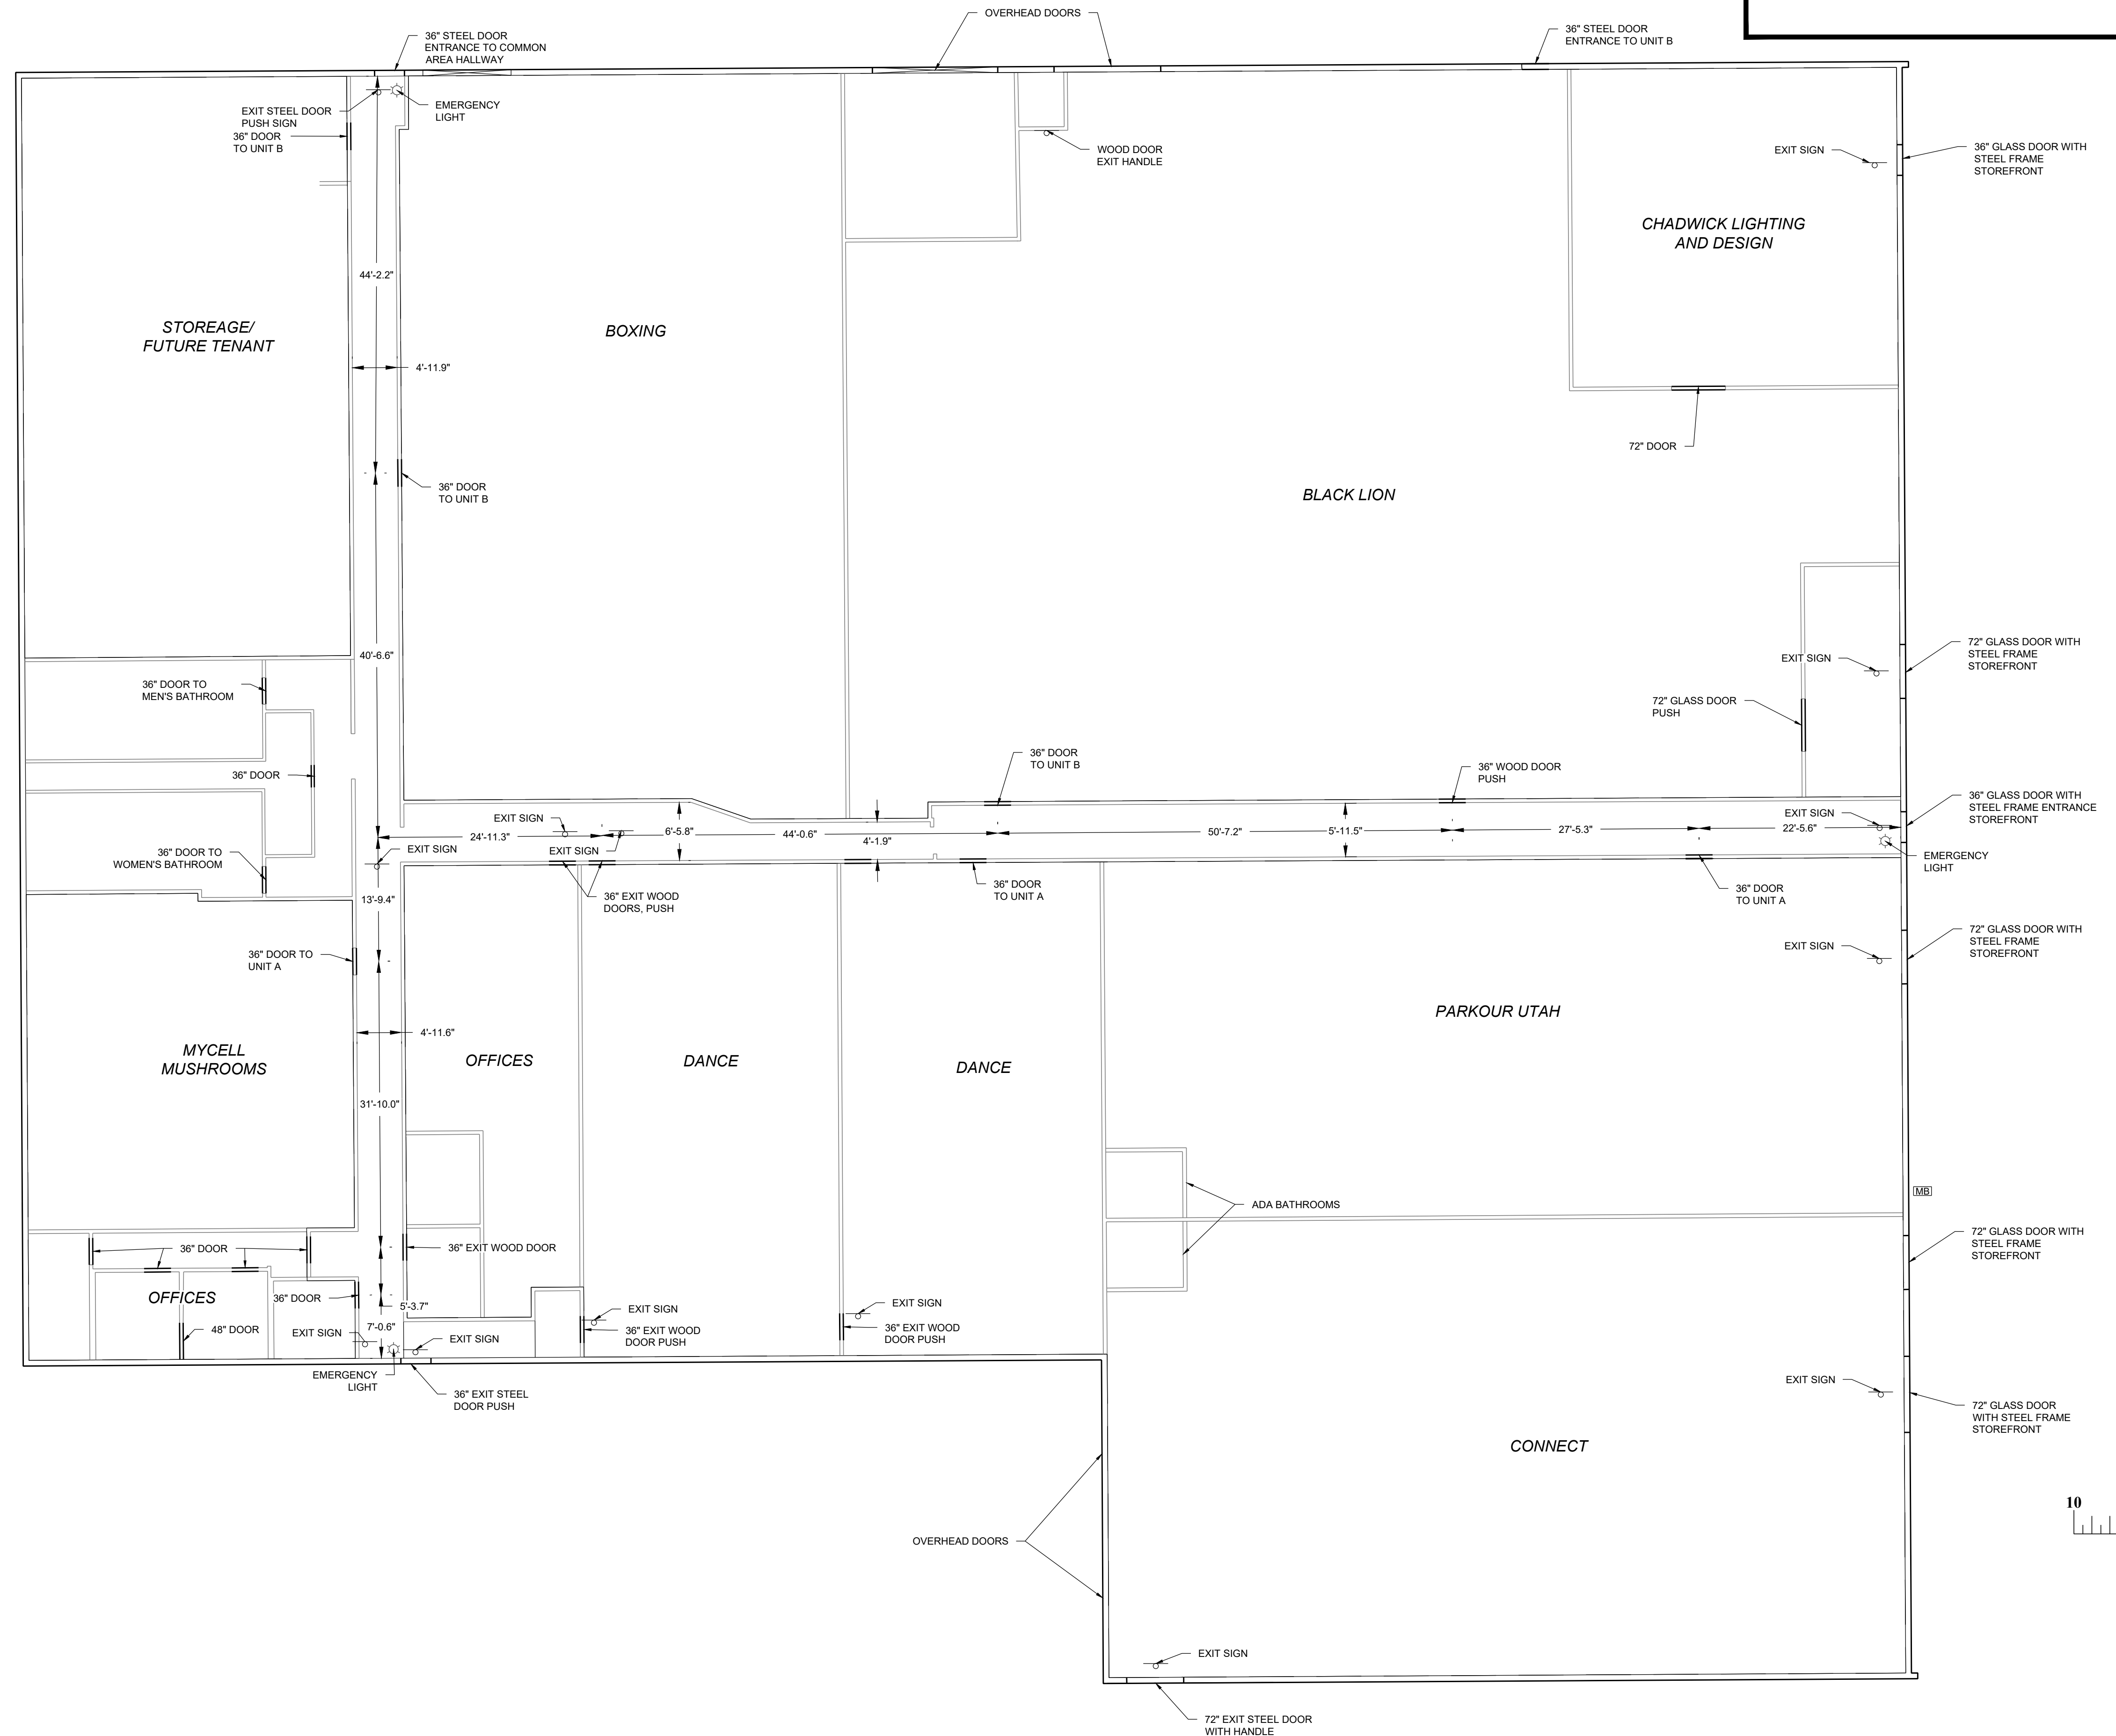 OVERHEAD DOORS
36" STEEL DOOR
ENTRANCE TO COMMON
AREA HALLWAY
36" STEEL DOOR
ENTRANCE TO UNIT B
EXIT STEEL DOOR
PUSH SIGN
36" DOOR
TO UNIT B
EMERGENCY
LIGHT
WOOD DOOR
EXIT HANDLE
EXIT SIGN
36" GLASS DOOR WITH
STEEL FRAME
STOREFRONT
CHADWICK LIGHTING
AND DESIGN
44'-2.2"
STOREAGE/
FUTURE TENANT
BOXING
4'-11.9"
72" DOOR
36" DOOR
TO UNIT B
BLACK LION
40'-6.6"
EXIT SIGN
72" GLASS DOOR WITH
STEEL FRAME
STOREFRONT
36" DOOR TO
MEN'S BATHROOM
72" GLASS DOOR
PUSH
36" DOOR
36" DOOR
TO UNIT B
36" WOOD DOOR
PUSH
36" GLASS DOOR WITH
STEEL FRAME ENTRANCE
STOREFRONT
EXIT SIGN
EXIT SIGN
24'-11.3"
6'-5.8"
44'-0.6"
4'-1.9"
50'-7.2"
5'-11.5"
27'-5.3"
22'-5.6"
EXIT SIGN
EXIT SIGN
36" DOOR TO
WOMEN'S BATHROOM
EMERGENCY
LIGHT
13'-9.4"
36" EXIT WOOD
DOORS, PUSH
36" DOOR
TO UNIT A
36" DOOR
TO UNIT A
36" DOOR TO
UNIT A
EXIT SIGN
72" GLASS DOOR WITH
STEEL FRAME
STOREFRONT
4'-11.6"
PARKOUR UTAH
MYCELL
MUSHROOMS
OFFICES
DANCE
DANCE
31'-10.0"
ADA BATHROOMS
MB
36" DOOR
36" EXIT WOOD DOOR
72" GLASS DOOR WITH
STEEL FRAME
STOREFRONT
OFFICES
36" DOOR
5'-3.7"
EXIT SIGN
EXIT SIGN
48" DOOR
EXIT SIGN
7'-0.6"
EXIT SIGN
36" EXIT WOOD
DOOR PUSH
36" EXIT WOOD
DOOR PUSH
EMERGENCY
LIGHT
36" EXIT STEEL
DOOR PUSH
EXIT SIGN
72" GLASS DOOR
WITH STEEL FRAME
STOREFRONT
CONNECT
10
OVERHEAD DOORS
EXIT SIGN
72" EXIT STEEL DOOR
WITH HANDLE